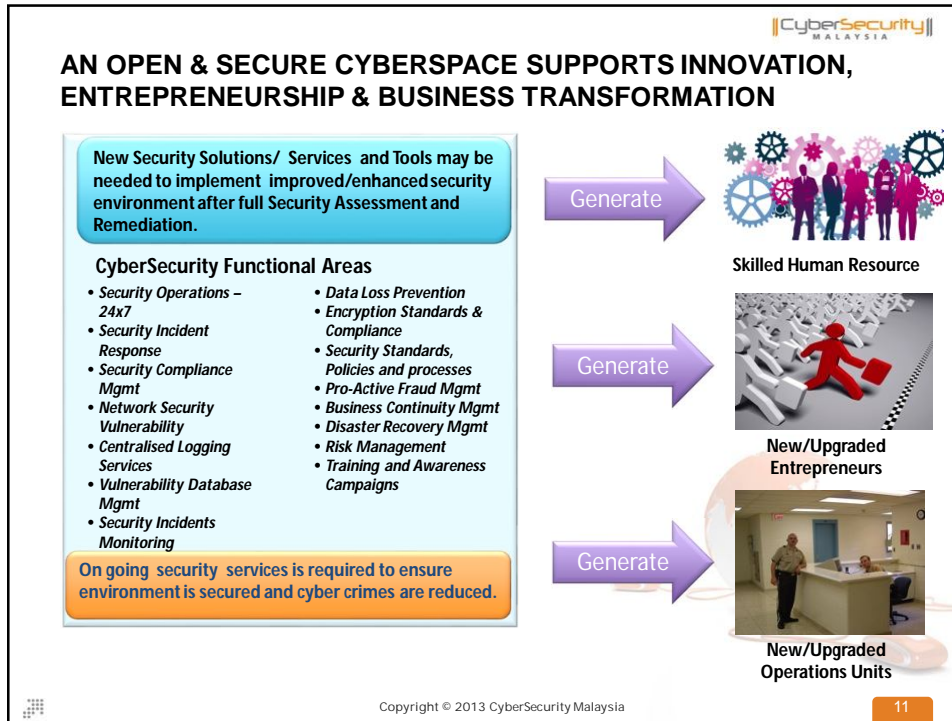 ||CyberSecurity||
MALAYSIA
AN OPEN & SECURE CYBERSPACE SUPPORTS INNOVATION,
ENTREPRENEURSHIP & BUSINESS TRANSFORMATION
New Security Solutions/ Services and Tools may be
needed to implement improved/enhanced security
environment after full Security Assessment and
Remediation.
CyberSecurity Functional Areas
• Security Operations –
24x7
• Security Incident
Response
• Security Compliance
Mgmt
• Network Security
Vulnerability
• Centralised Logging
Services
• Vulnerability Database
Mgmt
• Security Incidents
Monitoring
• Data Loss Prevention
• Encryption Standards &
Compliance
• Security Standards,
Policies and processes
• Pro-Active Fraud Mgmt
• Business Continuity Mgmt
• Disaster Recovery Mgmt
• Risk Management
• Training and Awareness
Campaigns
On going security services is required to ensure
environment is secured and cyber crimes are reduced.
Generate
Skilled Human Resource
Generate
New/Upgraded
Entrepreneurs
Generate
New/Upgraded
Operations Units
Copyright © 2013 CyberSecurity Malaysia
11